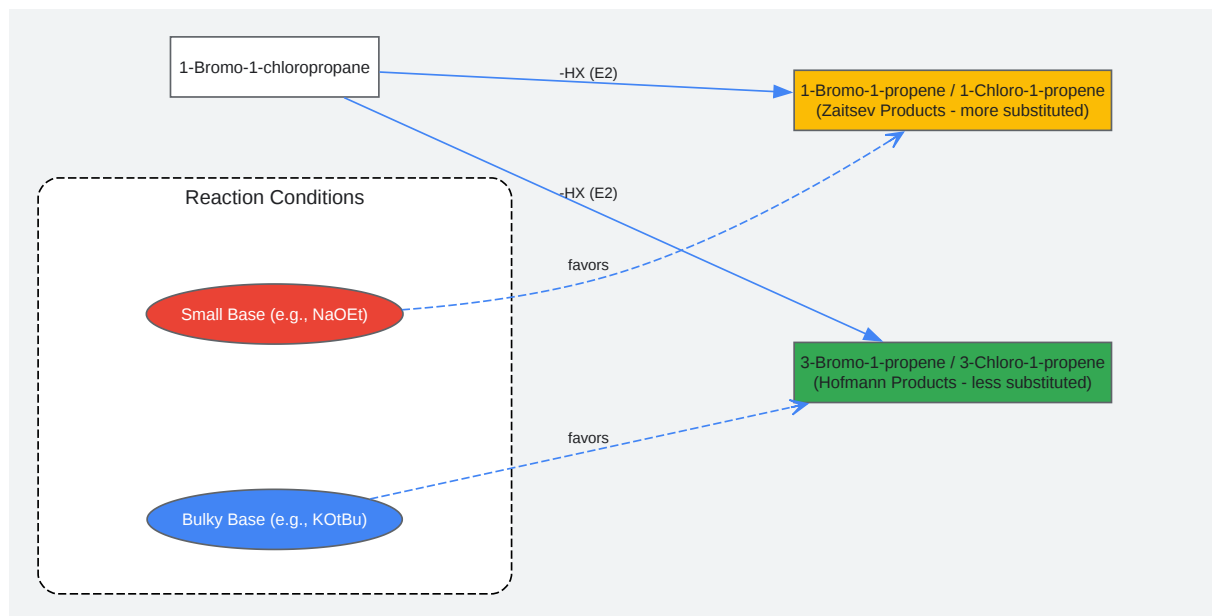 1-Bromo-1-chloropropane
-HX (E2)
1-Bromo-1-propene / 1-Chloro-1-propene
(Zaitsev Products - more substituted)
Reaction Conditions
-HX (E2)
favors
Small Base (e.g., NaOEt)
3-Bromo-1-propene / 3-Chloro-1-propene
(Hofmann Products - less substituted)
favors
Bulky Base (e.g., KOtBu)